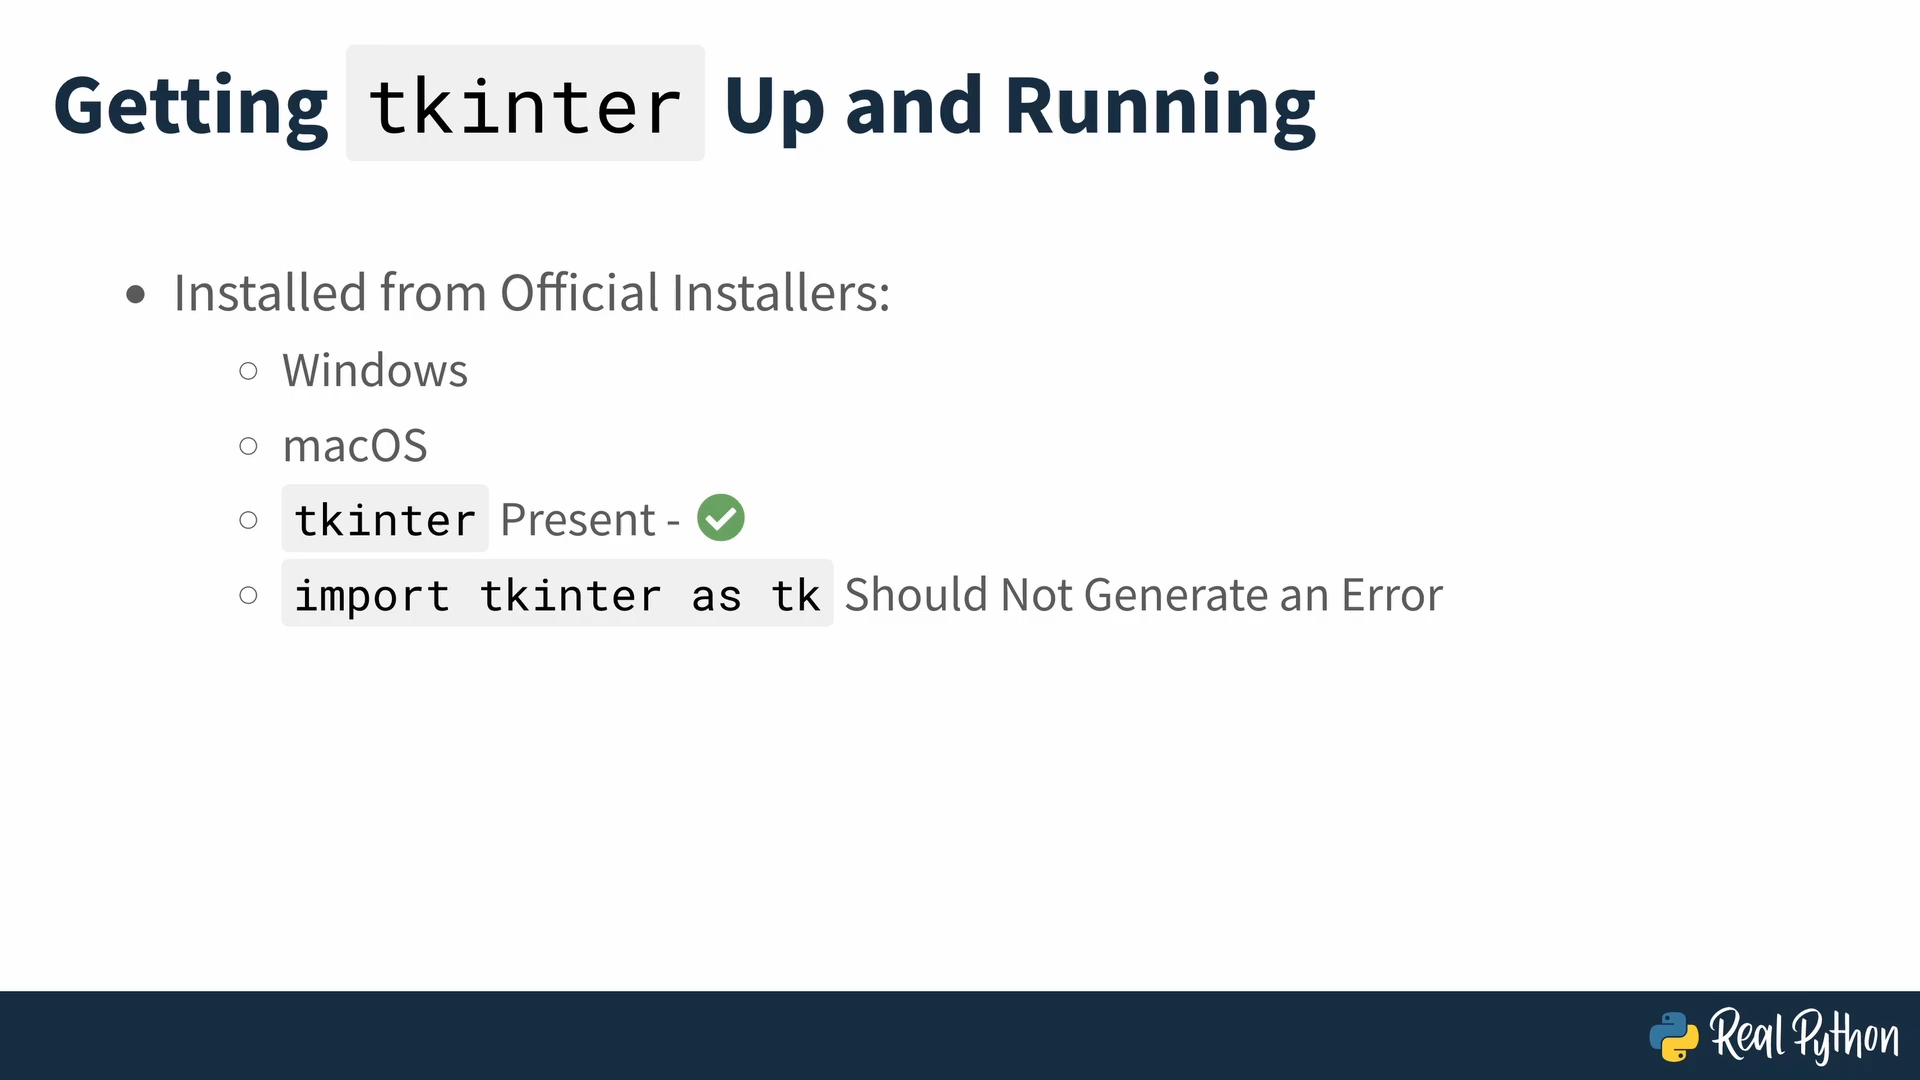 Getting tkinter Up and Running
• Installed from Official Installers:
○ Windows
○ macOS
○ tkinter Present - ✅
○ import tkinter as tk Should Not Generate an Error
Real Python